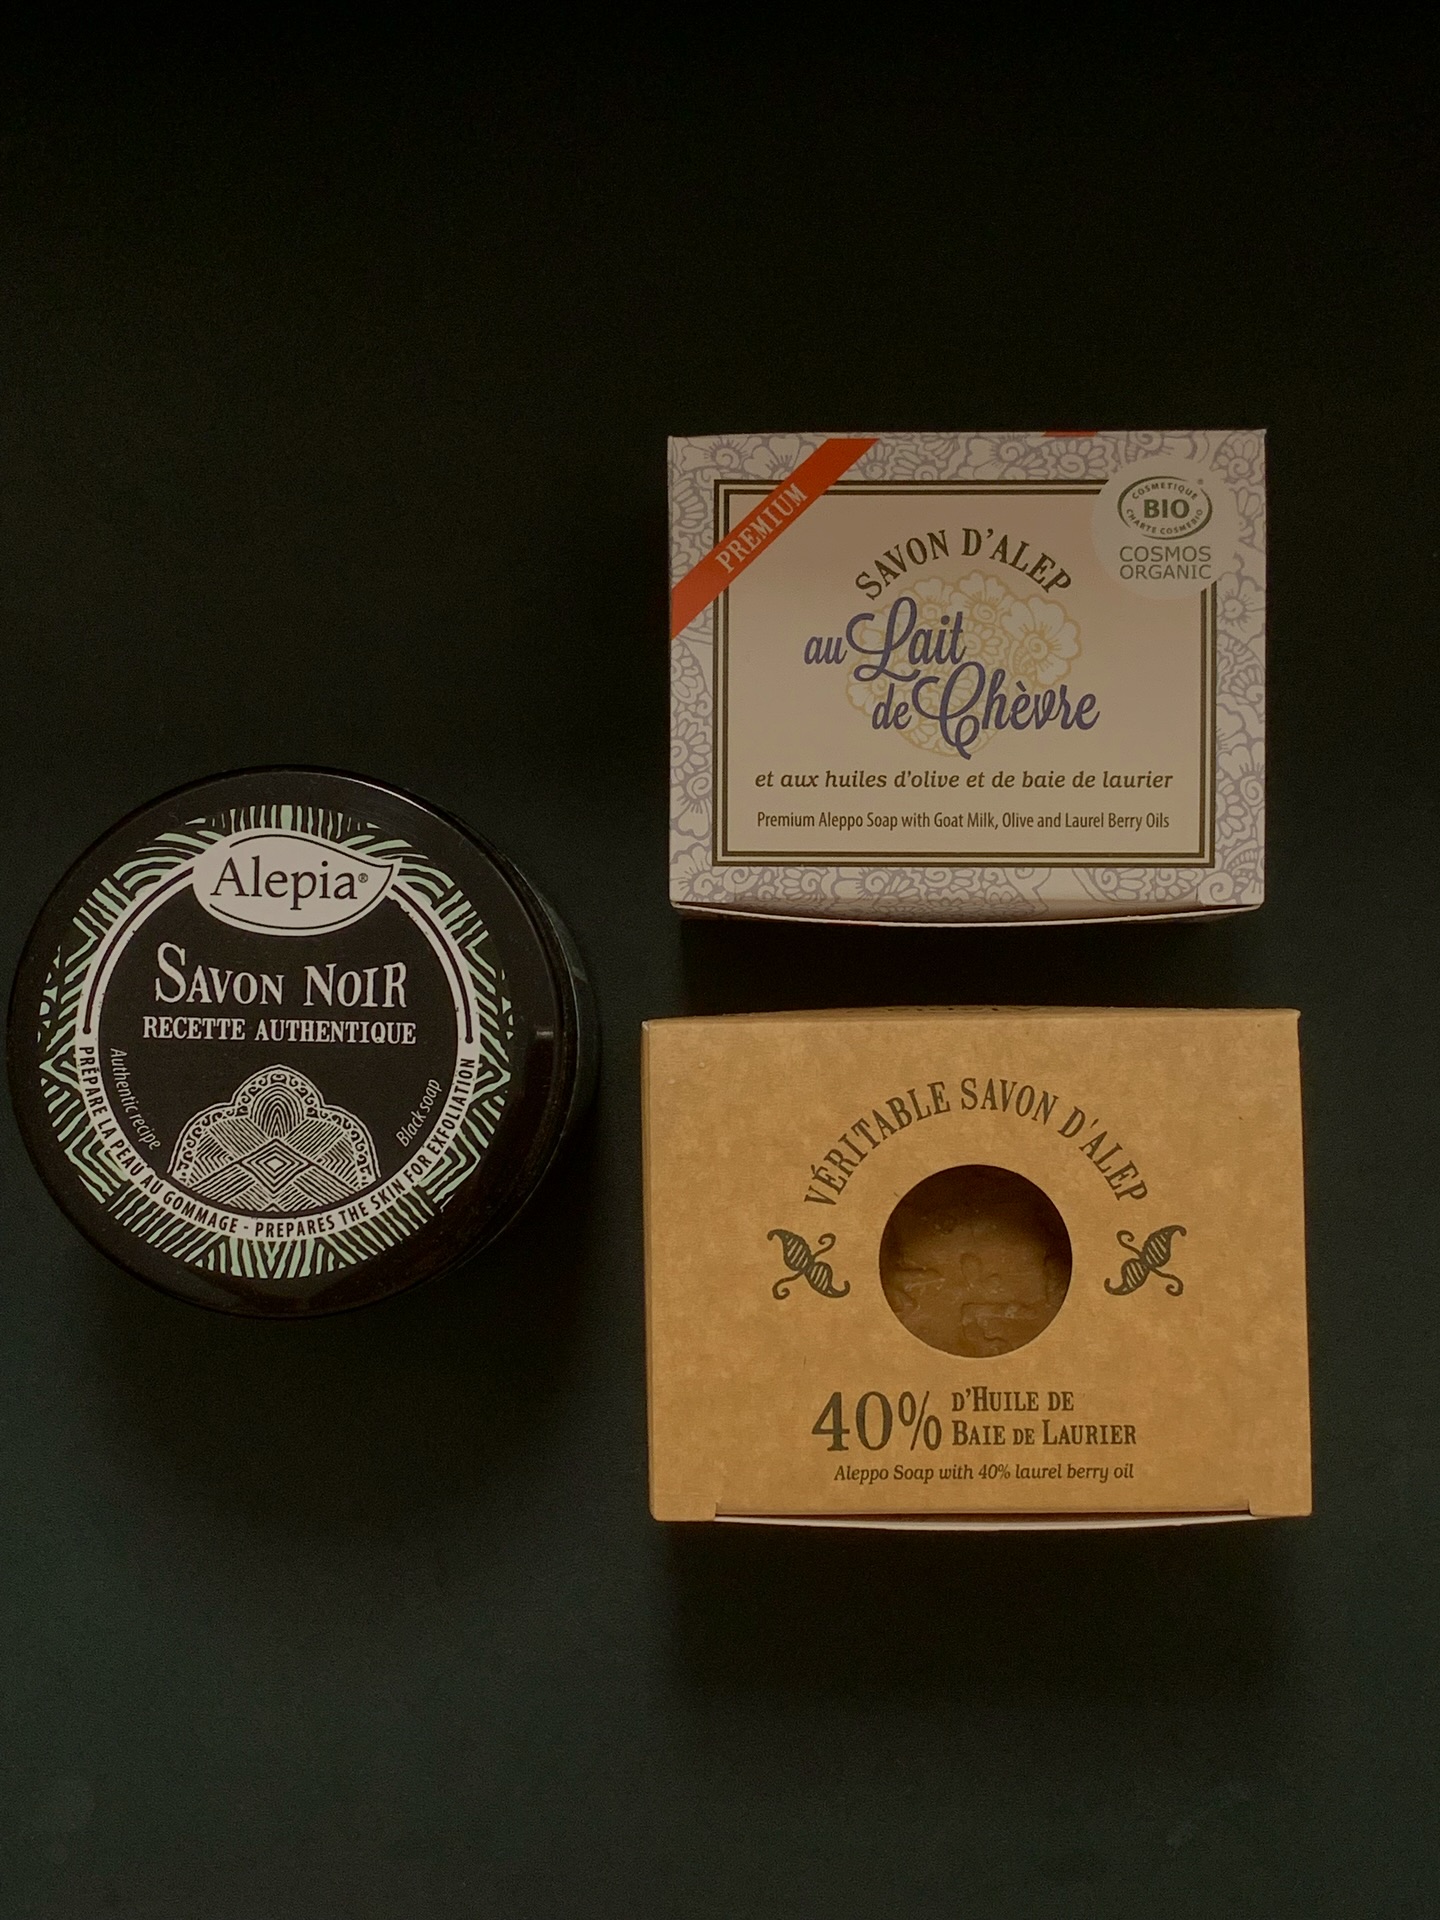 PREMIUM
COSMETIQUE
BIO
CHARTE COSMEBIO
COSMOS
ORGANIC
SAVON D'ALEP
au Lait
de Chèvre
et aux huiles d'olive et de baie de laurier
Premium Aleppo Soap with Goat Milk, Olive and Laurel Berry Oils
Alepia®
SAVON NOIR
RECETTE AUTHENTIQUE
Authentic recipe
Black soap
PRÉPARE LA PEAU AU GOMMAGE - PREPARES THE SKIN FOR EXFOLIATION
VÉRITABLE SAVON D'ALEP
40% D'HUILE DE
BAIE DE LAURIER
Aleppo Soap with 40% laurel berry oil